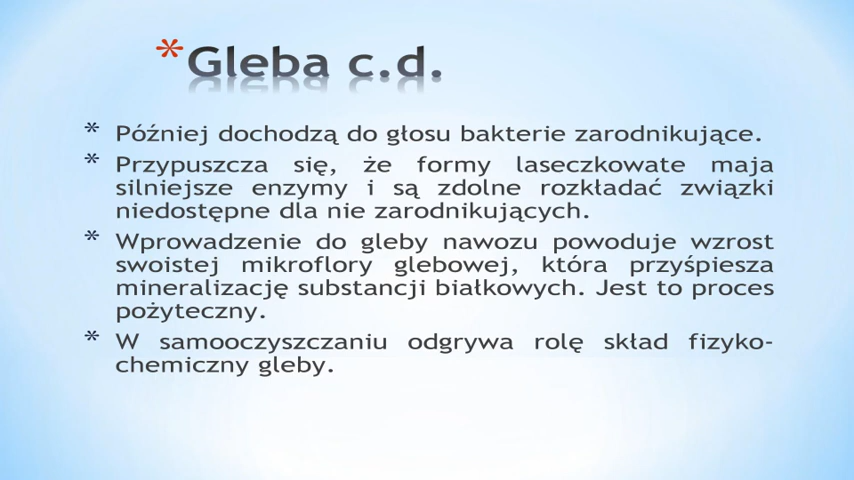 * Gleba c.d.
* Później dochodzą do głosu bakterie zarodnikujące.
* Przypuszcza się, że formy laseczkowate maja
silniejsze enzymy i są zdolne rozkładać związki
niedostępne dla nie zarodnikujących.
* Wprowadzenie do gleby nawozu powoduje wzrost
swoistej mikroflory glebowej, która przyśpiesza
mineralizację substancji białkowych. Jest to proces
pożyteczny.
* W samooczyszczaniu odgrywa rolę skład fizyko-
chemiczny gleby.